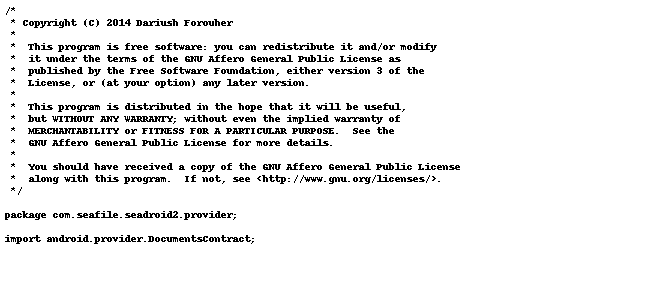 /*
 * Copyright (C) 2014 Dariush Forouher
 *
 *  This program is free software: you can redistribute it and/or modify
 *  it under the terms of the GNU Affero General Public License as
 *  published by the Free Software Foundation, either version 3 of the
 *  License, or (at your option) any later version.
 *
 *  This program is distributed in the hope that it will be useful,
 *  but WITHOUT ANY WARRANTY; without even the implied warranty of
 *  MERCHANTABILITY or FITNESS FOR A PARTICULAR PURPOSE.  See the
 *  GNU Affero General Public License for more details.
 *
 *  You should have received a copy of the GNU Affero General Public License
 *  along with this program.  If not, see <http://www.gnu.org/licenses/>.
 */

package com.seafile.seadroid2.provider;

import android.provider.DocumentsContract;